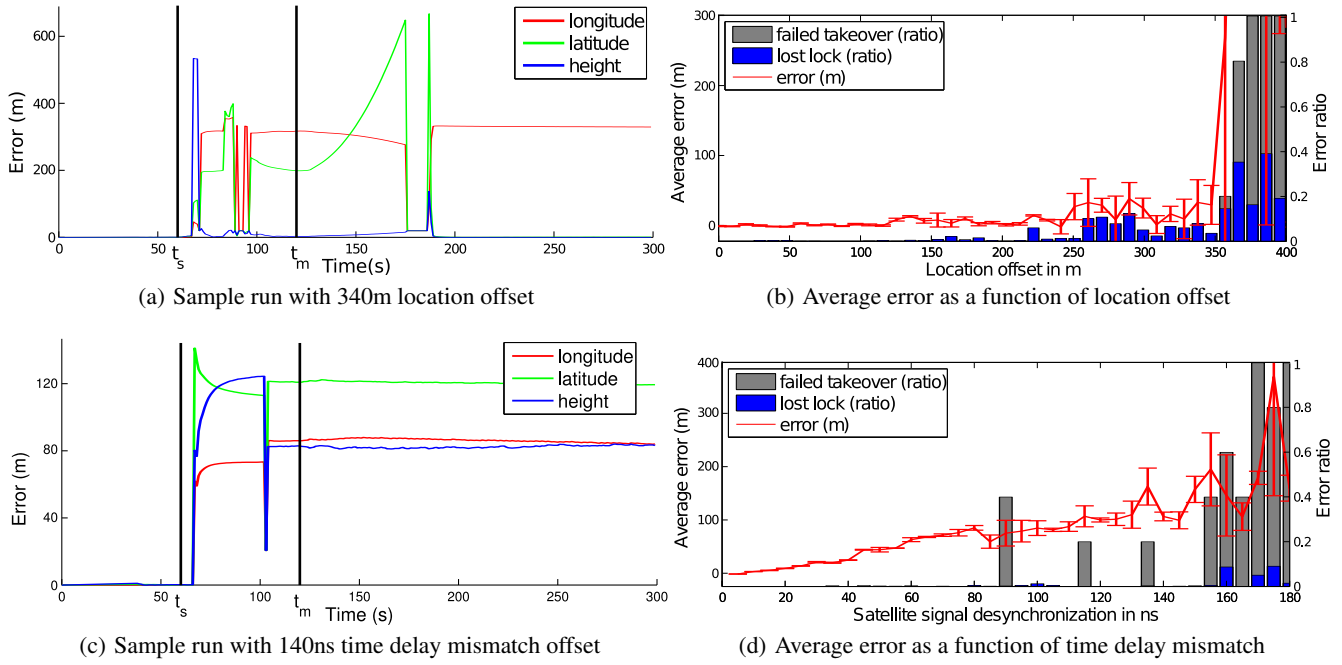 longitude
latitude
height
600
400
200
0
Error (m)
0
50
100
150
200
250
300
t_s
t_m
Time(s)
(a) Sample run with 340m location offset
failed takeover (ratio)
lost lock (ratio)
error (m)
300
200
100
0
Average error (m)
1
0.8
0.6
0.4
0.2
0
Error ratio
0
50
100
150
200
250
300
350
400
Location offset in m
(b) Average error as a function of location offset
longitude
latitude
height
120
80
40
0
Error (m)
0
50
100
150
200
250
300
t_s
t_m
Time (s)
(c) Sample run with 140ns time delay mismatch offset
failed takeover (ratio)
lost lock (ratio)
error (m)
400
300
200
100
0
Average error (m)
1
0.8
0.6
0.4
0.2
0
Error ratio
0
20
40
60
80
100
120
140
160
180
Satellite signal desynchronization in ns
(d) Average error as a function of time delay mismatch